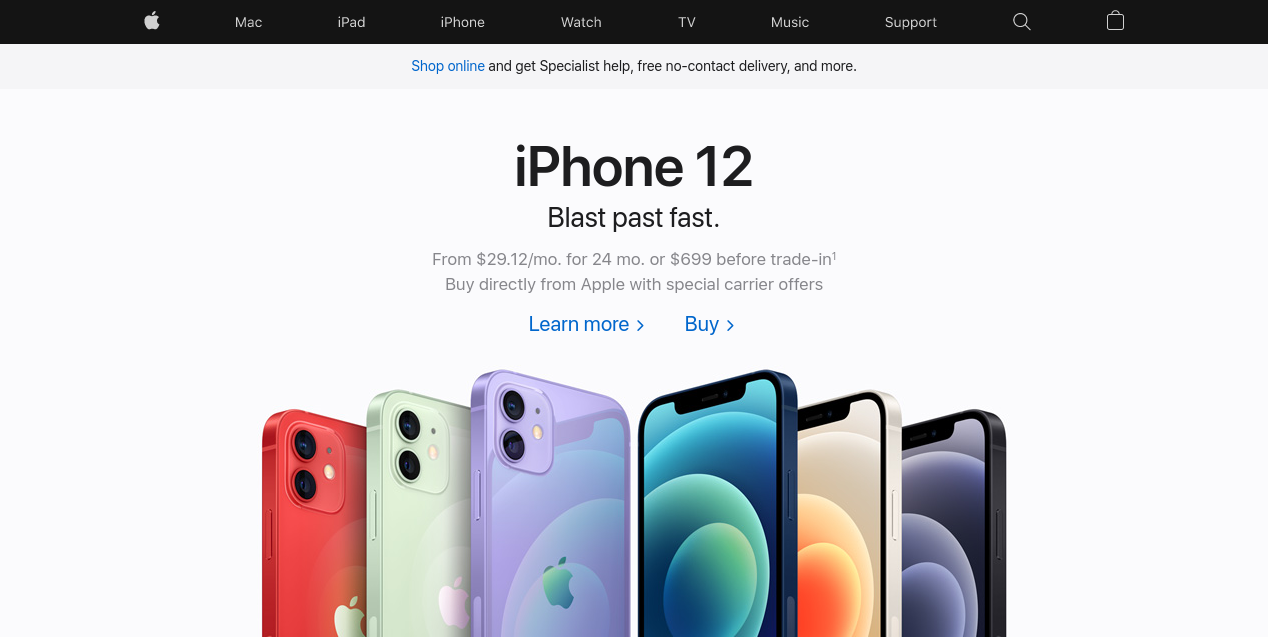 Mac iPad iPhone Watch TV Music Support
Shop online and get Specialist help, free no-contact delivery, and more.
iPhone 12
Blast past fast.
From $29.12/mo. for 24 mo. or $699 before trade-in¹
Buy directly from Apple with special carrier offers
Learn more > Buy >